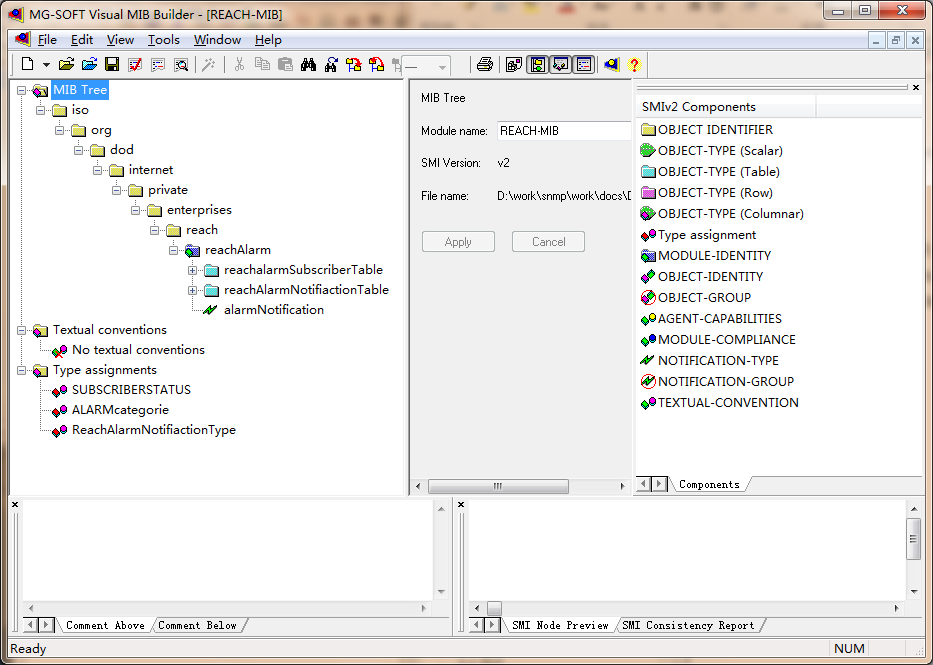 MG-SOFT Visual MIB Builder - [REACH-MIB]
File Edit View Tools Window Help
MIB Tree
iso
org
dod
internet
private
enterprises
reach
reachAlarm
reachalarmSubscriberTable
reachAlarmNotifiactionTable
alarmNotification
Textual conventions
No textual conventions
Type assignments
SUBSCRIBERSTATUS
ALARMcategorie
ReachAlarmNotifiactionType
MIB Tree
Module name: REACH-MIB
SMI Version: v2
File name: D:\work\snmp\work\docs\D
Apply Cancel
SMIv2 Components
OBJECT IDENTIFIER
OBJECT-TYPE (Scalar)
OBJECT-TYPE (Table)
OBJECT-TYPE (Row)
OBJECT-TYPE (Columnar)
Type assignment
MODULE-IDENTITY
OBJECT-IDENTITY
OBJECT-GROUP
AGENT-CAPABILITIES
MODULE-COMPLIANCE
NOTIFICATION-TYPE
NOTIFICATION-GROUP
TEXTUAL-CONVENTION
Components
Comment Above Comment Below
SMI Node Preview SMI Consistency Report
Ready NUM